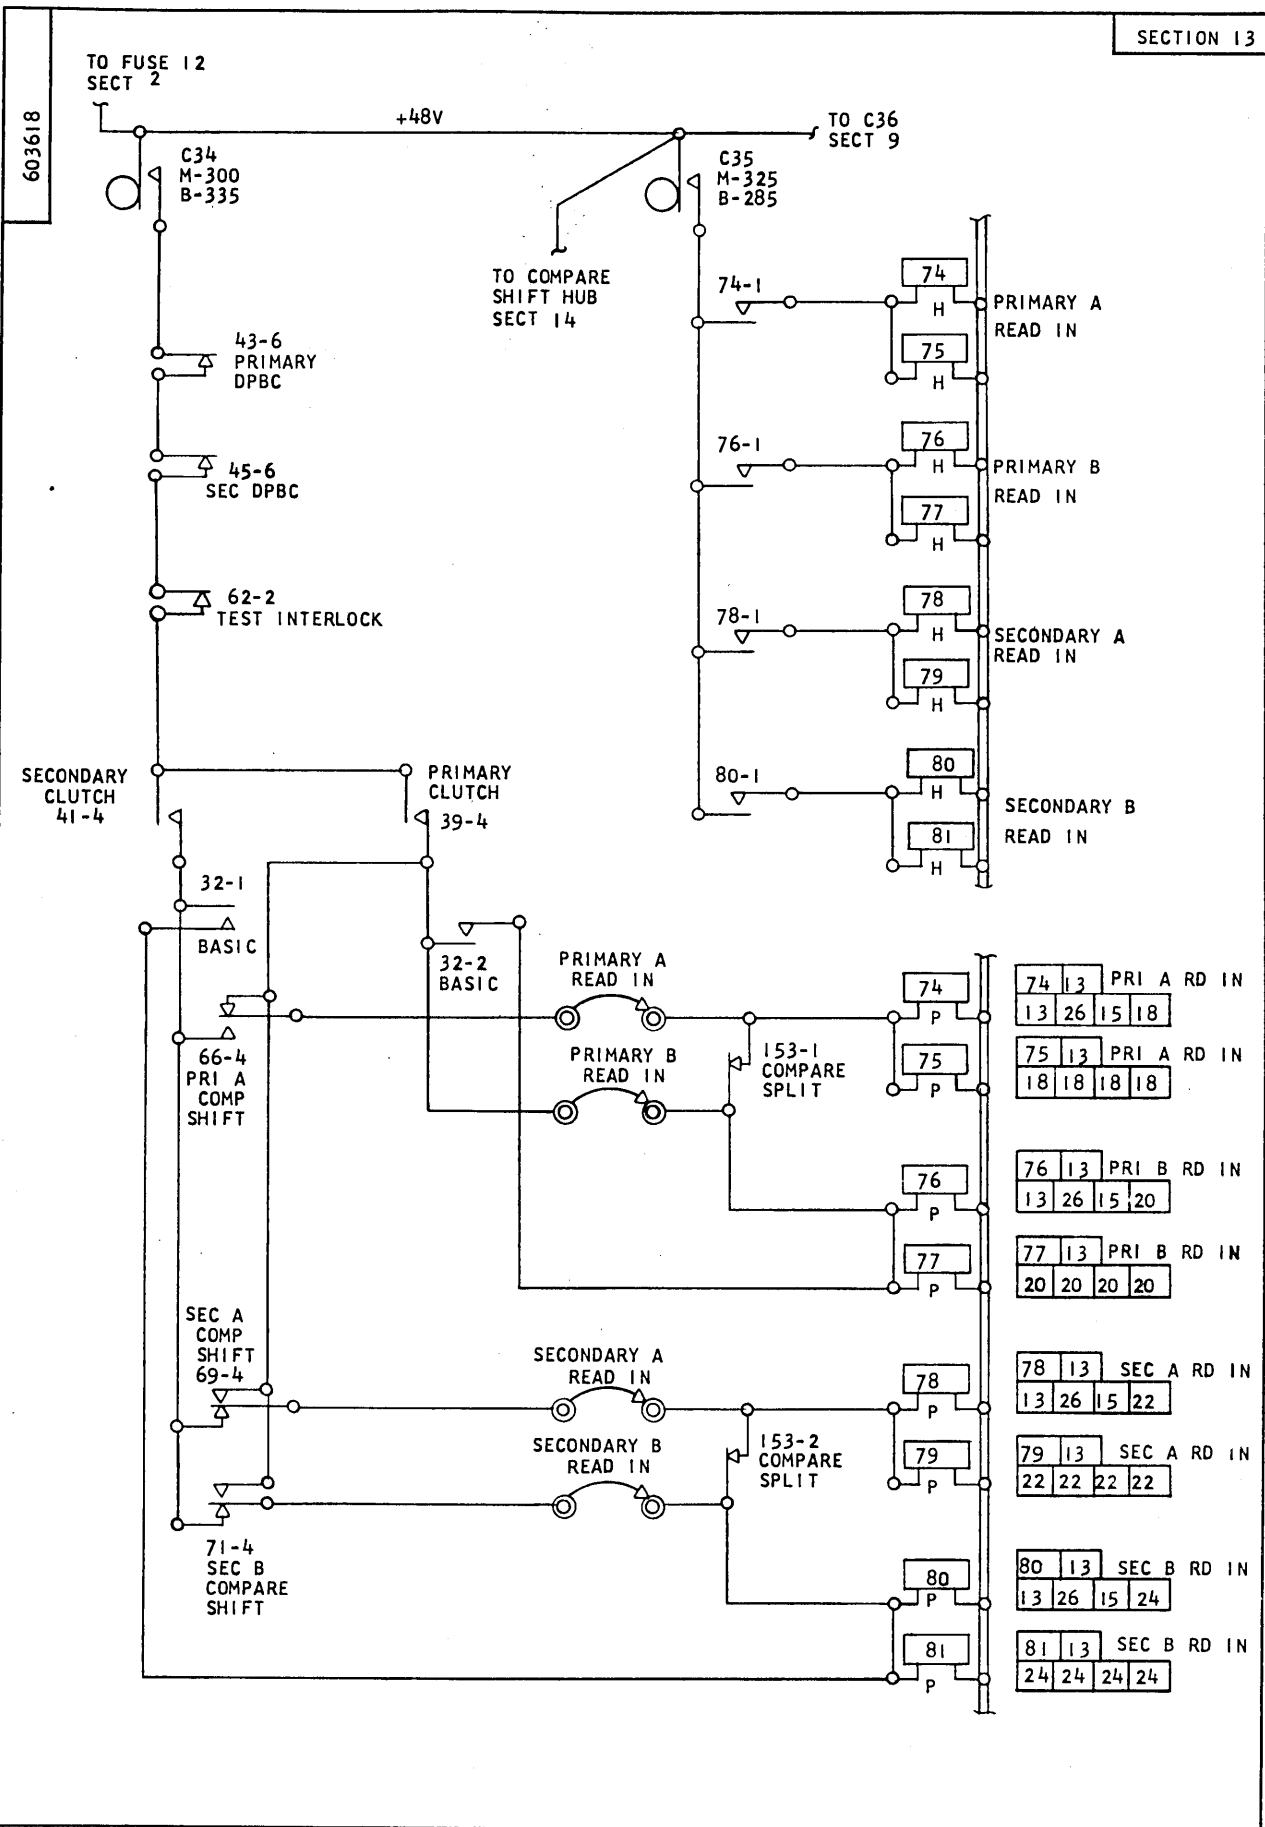 SECTION 13
603618
TO FUSE 12
SECT 2
+48V
TO C36
SECT 9
C34
M-300
B-335
C35
M-325
B-285
TO COMPARE
SHIFT HUB
SECT 14
74-1
74
H
PRIMARY A
READ IN
75
H
43-6
PRIMARY
DPBC
76-1
76
H
PRIMARY B
READ IN
77
H
45-6
SEC DPBC
62-2
TEST INTERLOCK
78-1
78
H
SECONDARY A
READ IN
79
H
SECONDARY
CLUTCH
41-4
PRIMARY
CLUTCH
39-4
80-1
80
H
SECONDARY B
READ IN
81
H
32-1
BASIC
32-2
BASIC
PRIMARY A
READ IN
74
P
74 13 PRI A RD IN
13 26 15 18
66-4
PRI A
COMP
SHIFT
PRIMARY B
READ IN
153-1
COMPARE
SPLIT
75
P
75 13 PRI A RD IN
18 18 18 18
76
P
76 13 PRI B RD IN
13 26 15 20
77
P
77 13 PRI B RD IN
20 20 20 20
SEC A
COMP
SHIFT
69-4
SECONDARY A
READ IN
78
P
78 13 SEC A RD IN
13 26 15 22
SECONDARY B
READ IN
153-2
COMPARE
SPLIT
79
P
79 13 SEC A RD IN
22 22 22 22
71-4
SEC B
COMPARE
SHIFT
80
P
80 13 SEC B RD IN
13 26 15 24
81
P
81 13 SEC B RD IN
24 24 24 24